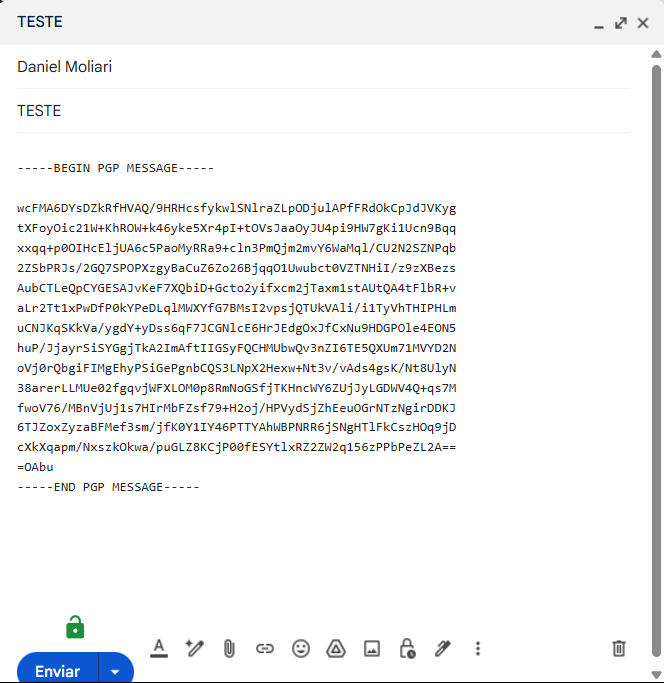 TESTE
Daniel Moliari
TESTE
-----BEGIN PGP MESSAGE-----
wcFMA6DYsDZkRfHVAQ/9HRHcsfykwlSNlraZLpODjulAPfFRdOkCpJdJVKyg
tXFoyOic21W+KhROW+k46yke5Xr4pI+tOVsJaaOyJU4pi9HW7gKi1Ucn9Bqq
xxqq+p0OIHcEljUA6c5PaoMyRRa9+cln3PmQjm2mvY6WaMql/CU2N2SZNPqb
2ZSbPRJs/2GQ7SPOPXzgyBaCuZ6Zo26BjqqO1Uwubct0VZTNHiI/z9zXBezs
AubCTLeQpCYGESAJvKeF7XQbiD+Gcto2yifxcm2jTaxm1stAUtQA4tFlbR+v
aLr2Tt1xPwDfP0kYPeDLqlMWXYfG7BMsI2vpsjQTUkVAli/i1TyVhTHIPHLm
uCNJKqSKkVa/ygdY+yDss6qF7JCGNlcE6HrJEdgOxJfCxNu9HDGPOle4EON5
huP/JjayrSiSYGgjTkA2ImAftIIGSyFQCHMUbwQv3nZI6TE5QXUm71MVYD2N
oVj0rQbgiFIMgEhyPSiGePgnbCQS3LNpX2Hexw+Nt3v/vAds4gsK/Nt8UlyN
38arerLLMUe02fgqvjWFXLOM0p8RmNoGSfjTKHncWY6ZUjJyLGDWV4Q+qs7M
fwoV76/MBnVjUj1s7HIrMbFZsf79+H2oj/HPVydSjZhEeuOGrNTzNgirDDKJ
6TJZoxZyzaBFMef3sm/jfK0Y1IY46PTTYAhWBPNRR6jSNgHTlFkCszHOq9jD
cXkXqapm/NxszkOkwa/puGLZ8KCjP00fESYtlxRZ2ZW2q156zPPbPeZL2A==
=OAbu
-----END PGP MESSAGE-----
A
Enviar